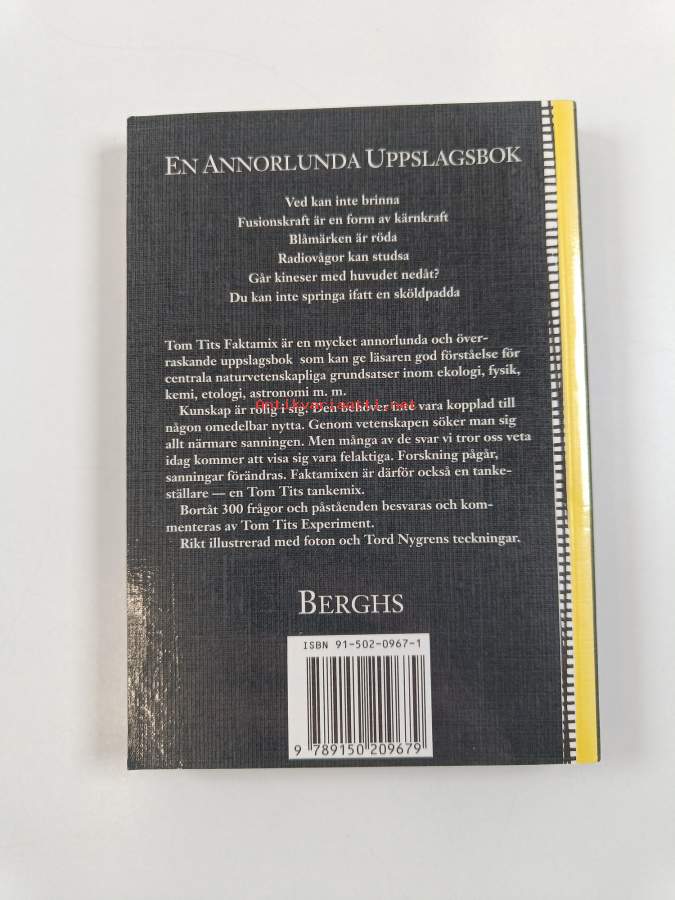 EN ANNORLUNDA UPPSLAGSBOK
Ved kan inte brinna
Fusionskraft är en form av kärnkraft
Blåmärken är röda
Radiovågor kan studsa
Går kineser med huvudet nedåt?
Du kan inte springa ifatt en sköldpadda
Tom Tits Faktamix är en mycket annorlunda och över-
raskande uppslagsbok som kan ge läsaren god förståelse för
centrala naturvetenskapliga grundsatser inom ekologi, fysik,
kemi, etologi, astronomi m. m.
Antikvariaatti.net
Kunskap är rolig i sig. Den behöver inte vara kopplad till
någon omedelbar nytta. Genom vetenskapen söker man sig
allt närmare sanningen. Men många av de svar vi tror oss veta
idag kommer att visa sig vara felaktiga. Forskning pågår,
sanningar förändras. Faktamixen är därför också en tanke-
ställare — en Tom Tits tankemix.
Bortåt 300 frågor och påståenden besvaras och kom-
menteras av Tom Tits Experiment.
Rikt illustrerad med foton och Tord Nygrens teckningar.
BERGHS
ISBN 91-502-0967-1
9 789150 209679